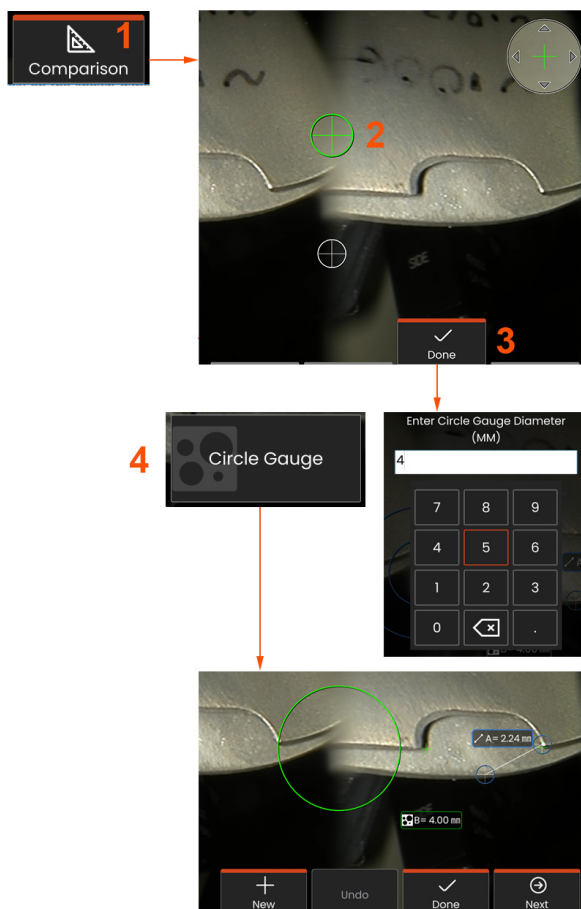 1
Comparison
2
SIDE
3
Done
4
Circle Gauge
Enter Circle Gauge Diameter
(MM)
4
7 8 9
4 5 6
1 2 3
0 .
A= 2.24 mm
B= 4.00 mm
New
Undo
Done
Next